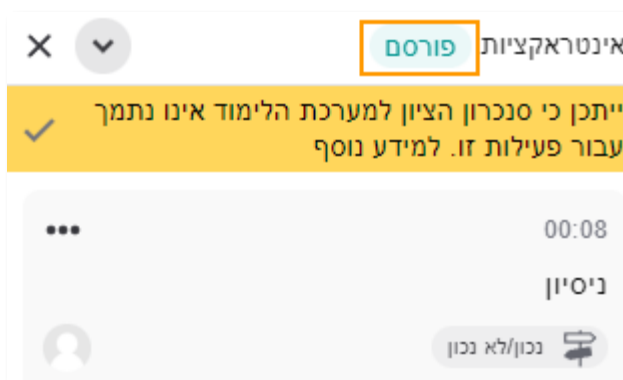 אינטראקציות פורסם
ייתכן כי סנכרון הציון למערכת הלימוד אינו נתמך
עבור פעילות זו. למידע נוסף
00:08
ניסיון
נכון/לא נכון